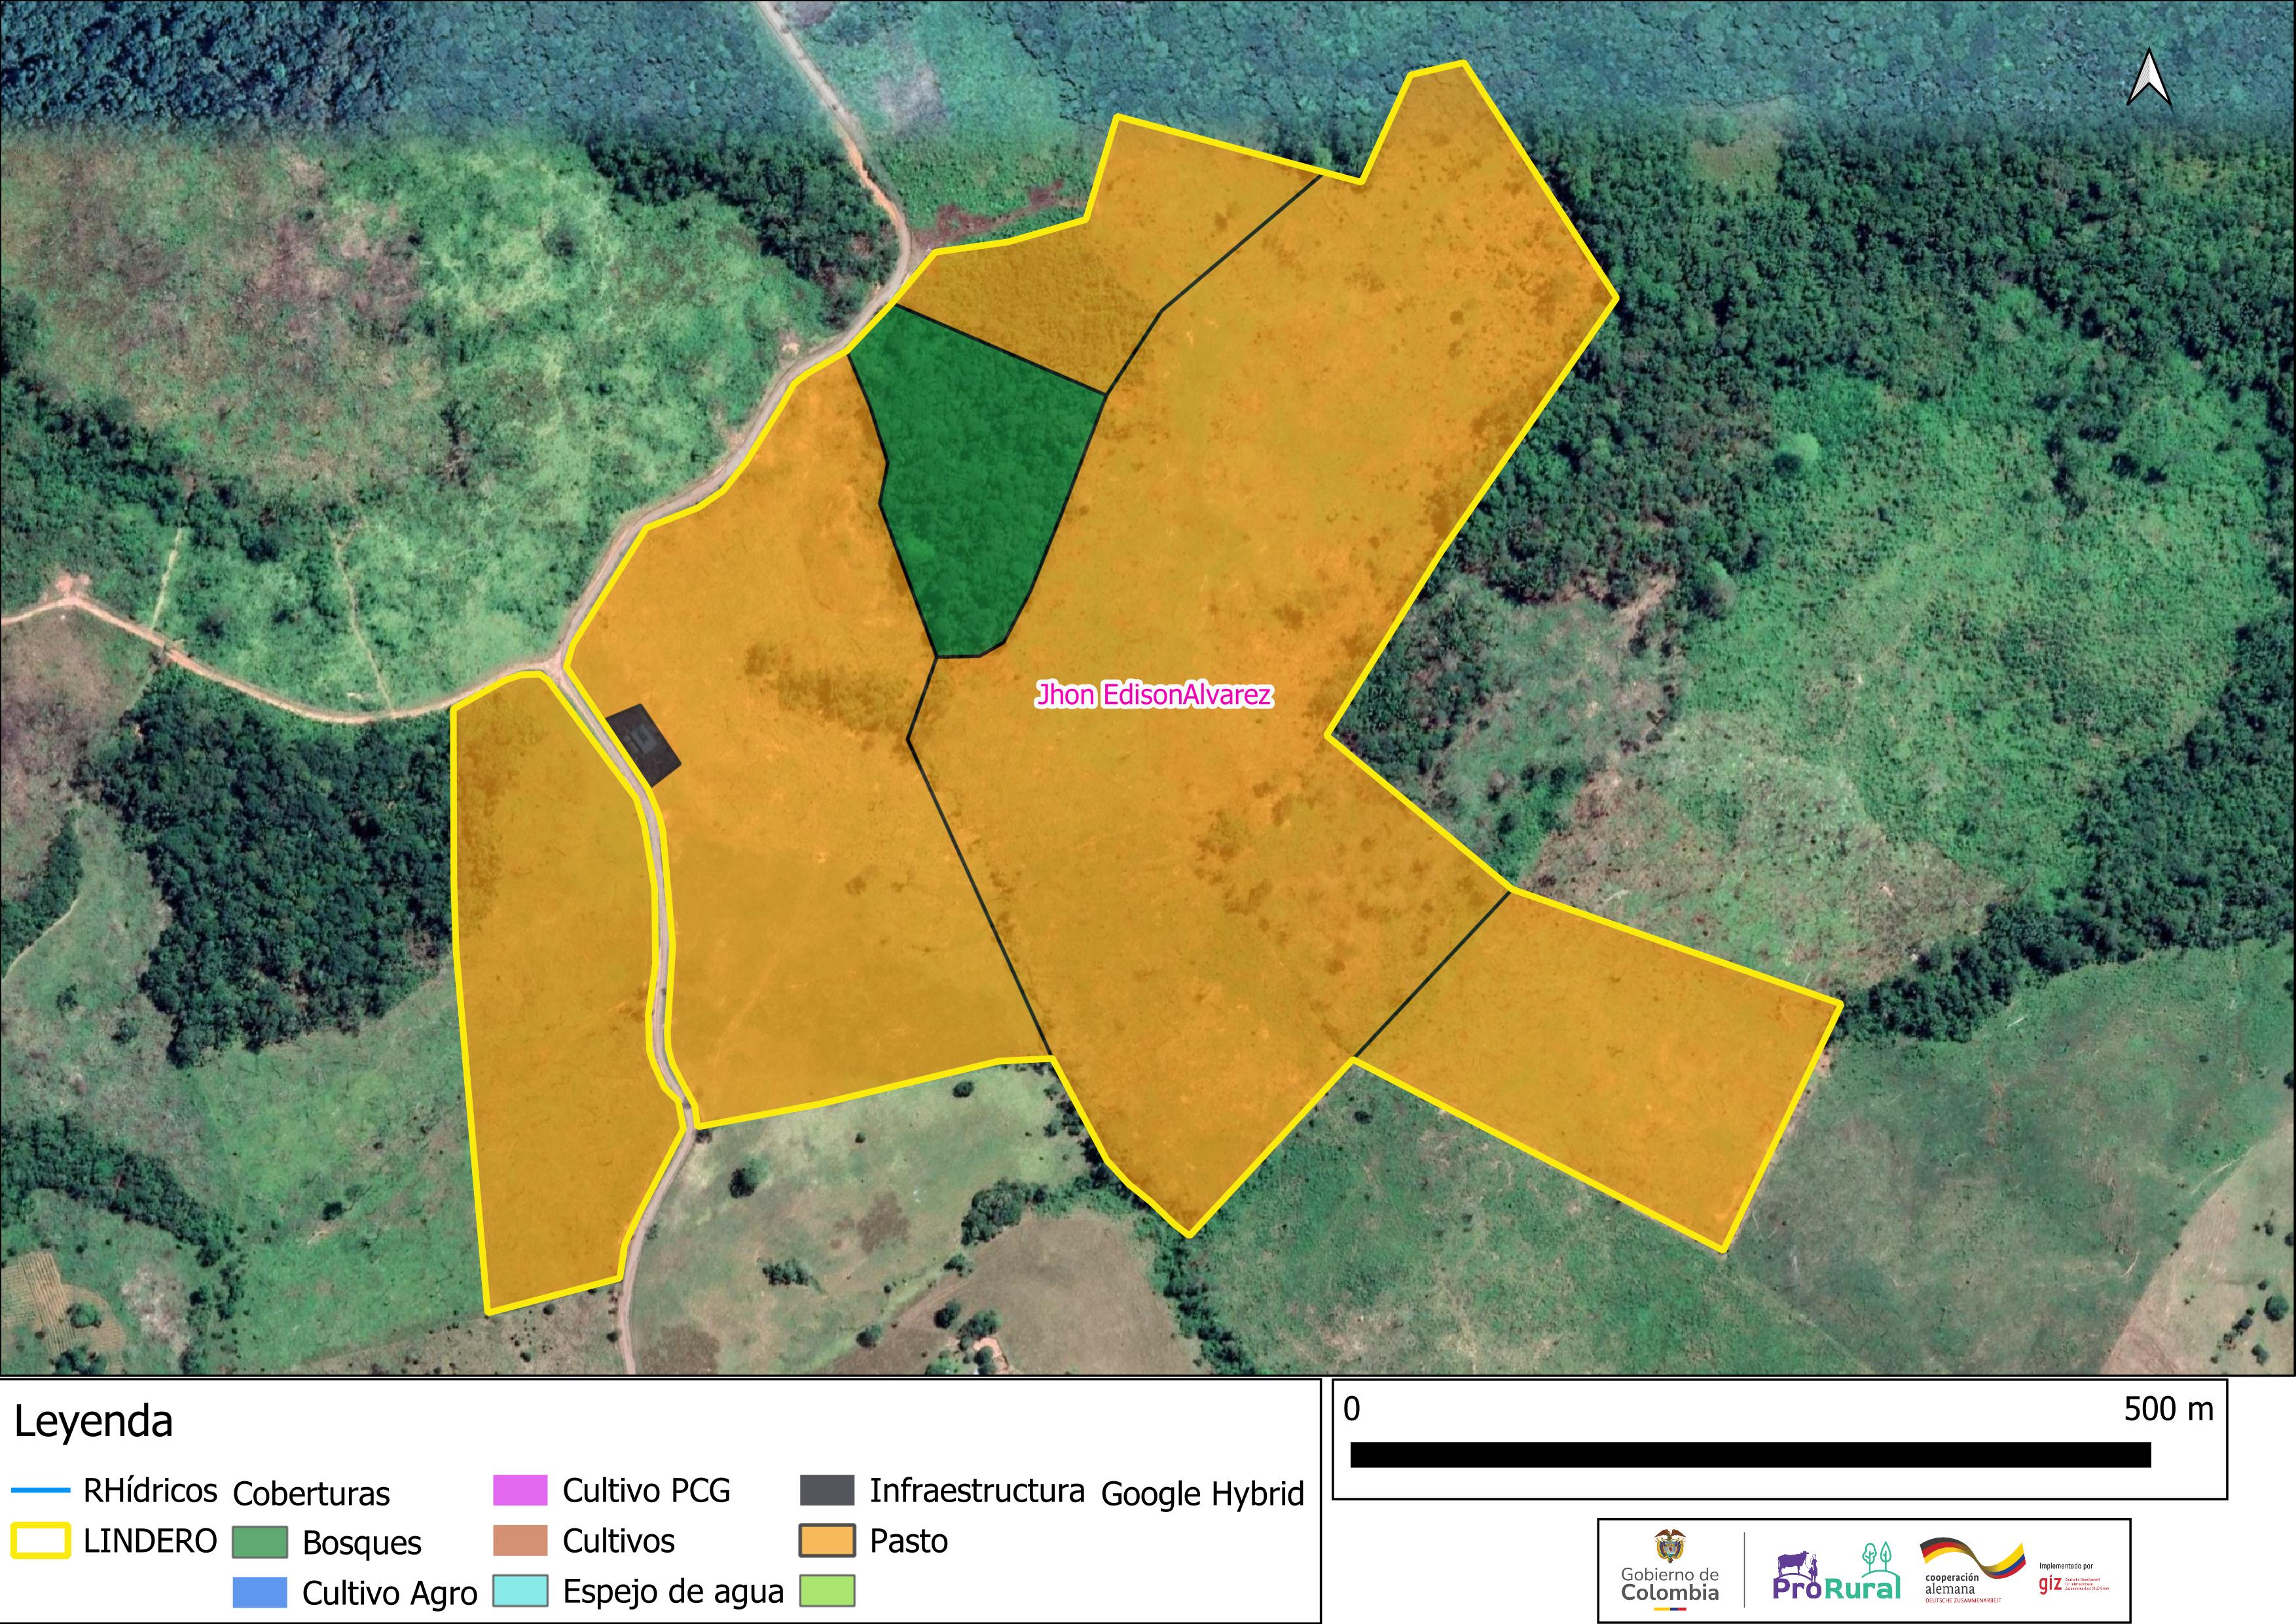 Jhon EdisonAlvarez
Leyenda
RHídricos
LINDERO
Coberturas
Bosques
Cultivo Agro
Cultivo PCG
Cultivos
Espejo de agua
Infraestructura
Pasto
Google Hybrid
0 500 m
Gobierno de
Colombia
ProRural
cooperación
alemana
DEUTSCHE ZUSAMMENARBEIT
Implementado por
giz